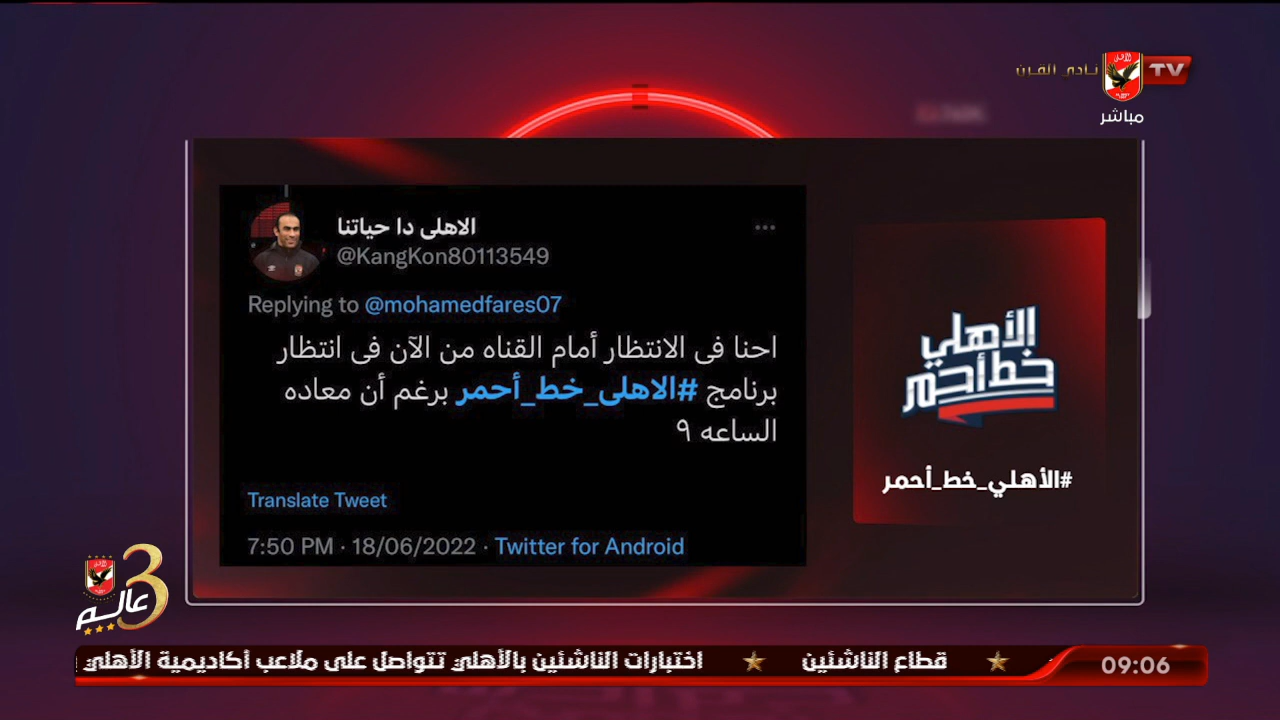 نادي القرن
TV
مباشر
الاهلى دا حياتنا
@KangKon80113549
Replying to @mohamedfares07
احنا فى الانتظار أمام القناه من الآن فى انتظار
برنامج #الاهلى_خط_أحمر برغم أن معاده
الساعه ٩
Translate Tweet
7:50 PM · 18/06/2022 · Twitter for Android
الأهلي
خط أحمر
#الأهلي_خط_أحمر
3
عالم
قطاع الناشئين ★ اختبارات الناشئين بالأهلي تتواصل على ملاعب أكاديمية الأهلي
09:06